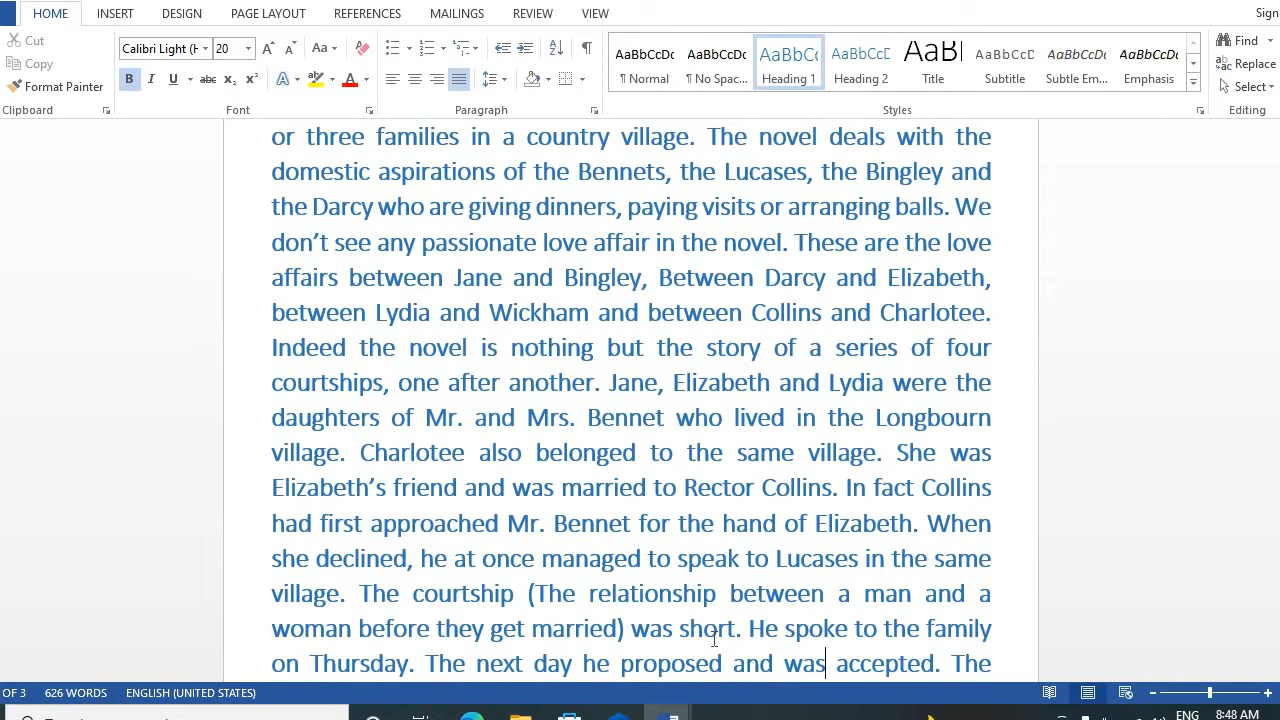 HOME INSERT DESIGN PAGE LAYOUT REFERENCES MAILINGS REVIEW VIEW Sign
Cut
Copy
Format Painter
Clipboard
Calibri Light (H 20
Font
Paragraph
AaBbCcDc AaBbCcDc AaBbCc AaBbCcD AaB AaBbCcD AaBbCcDc AaBbCcDc
¶ Normal ¶ No Spac... Heading 1 Heading 2 Title Subtitle Subtle Em... Emphasis
Styles
Find
Replace
Select
Editing
or three families in a country village. The novel deals with the
domestic aspirations of the Bennets, the Lucases, the Bingley and
the Darcy who are giving dinners, paying visits or arranging balls. We
don’t see any passionate love affair in the novel. These are the love
affairs between Jane and Bingley, Between Darcy and Elizabeth,
between Lydia and Wickham and between Collins and Charlotee.
Indeed the novel is nothing but the story of a series of four
courtships, one after another. Jane, Elizabeth and Lydia were the
daughters of Mr. and Mrs. Bennet who lived in the Longbourn
village. Charlotee also belonged to the same village. She was
Elizabeth’s friend and was married to Rector Collins. In fact Collins
had first approached Mr. Bennet for the hand of Elizabeth. When
she declined, he at once managed to speak to Lucases in the same
village. The courtship (The relationship between a man and a
woman before they get married) was short. He spoke to the family
on Thursday. The next day he proposed and was accepted. The
OF 3 626 WORDS ENGLISH (UNITED STATES)
ENG 8:48 AM